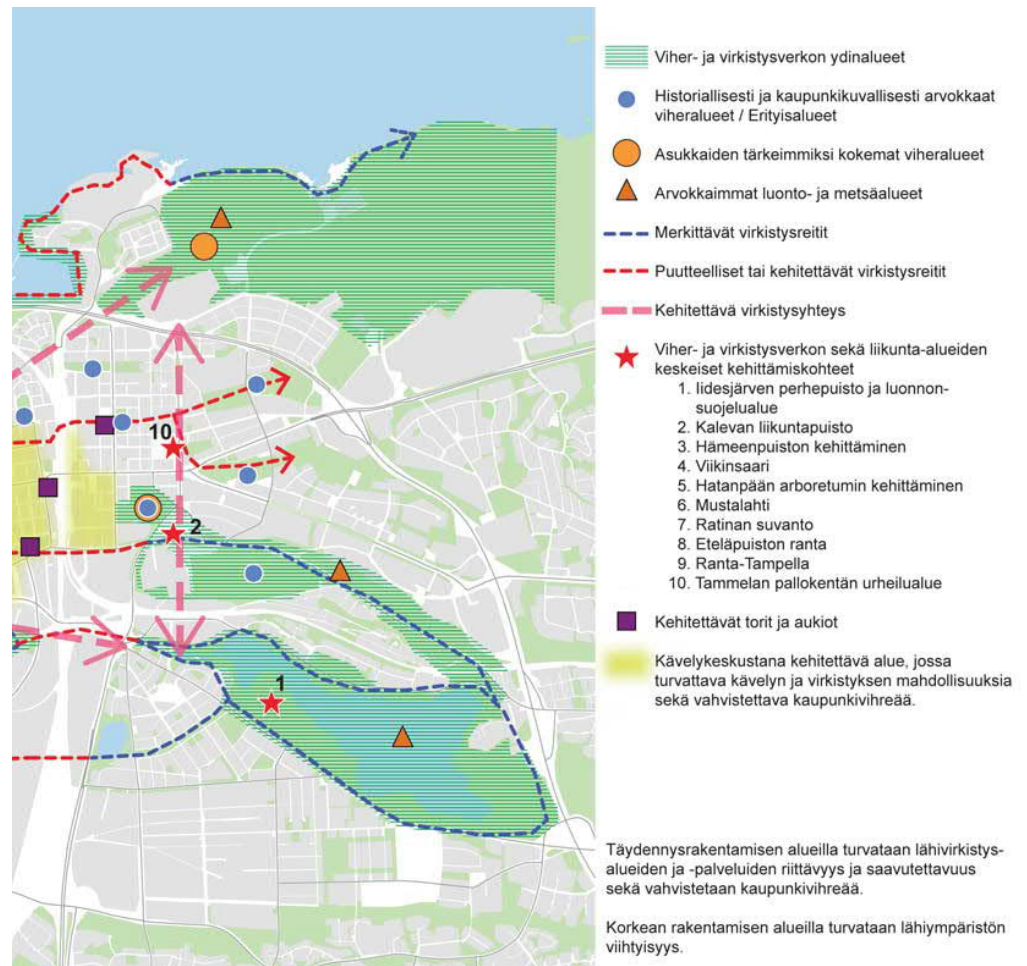 Viher- ja virkistysverkon ydinalueet
Historiallisesti ja kaupunkikuvallisesti arvokkaat
viheralueet / Erityisalueet
Asukkaiden tärkeimmiksi kokemat viheralueet
Arvokkaimmat luonto- ja metsäalueet
Merkittävät virkistysreitit
Puutteelliset tai kehitettävät virkistysreitit
Kehitettävä virkistysyhteys
Viher- ja virkistysverkon sekä liikunta-alueiden
keskeiset kehittämiskohteet
1. Iidesjärven perhepuisto ja luonnon-
suojelualue
2. Kalevan liikuntapuisto
3. Hämeenpuiston kehittäminen
4. Viikinsaari
5. Hatanpään arboretumin kehittäminen
6. Mustalahti
7. Ratinan suvanto
8. Eteläpuiston ranta
9. Ranta-Tampella
10. Tammelan pallokentän urheilualue
Kehitettävät torit ja aukiot
Kävelykeskustana kehitettävä alue, jossa
turvattava kävelyn ja virkistyksen mahdollisuuksia
sekä vahvistettava kaupunkivihreää.
Täydennysrakentamisen alueilla turvataan lähivirkistys-
alueiden ja -palveluiden riittävyys ja saavutettavuus
sekä vahvistetaan kaupunkivihreää.
Korkean rakentamisen alueilla turvataan lähiympäristön
viihtyisyys.
10
2
1